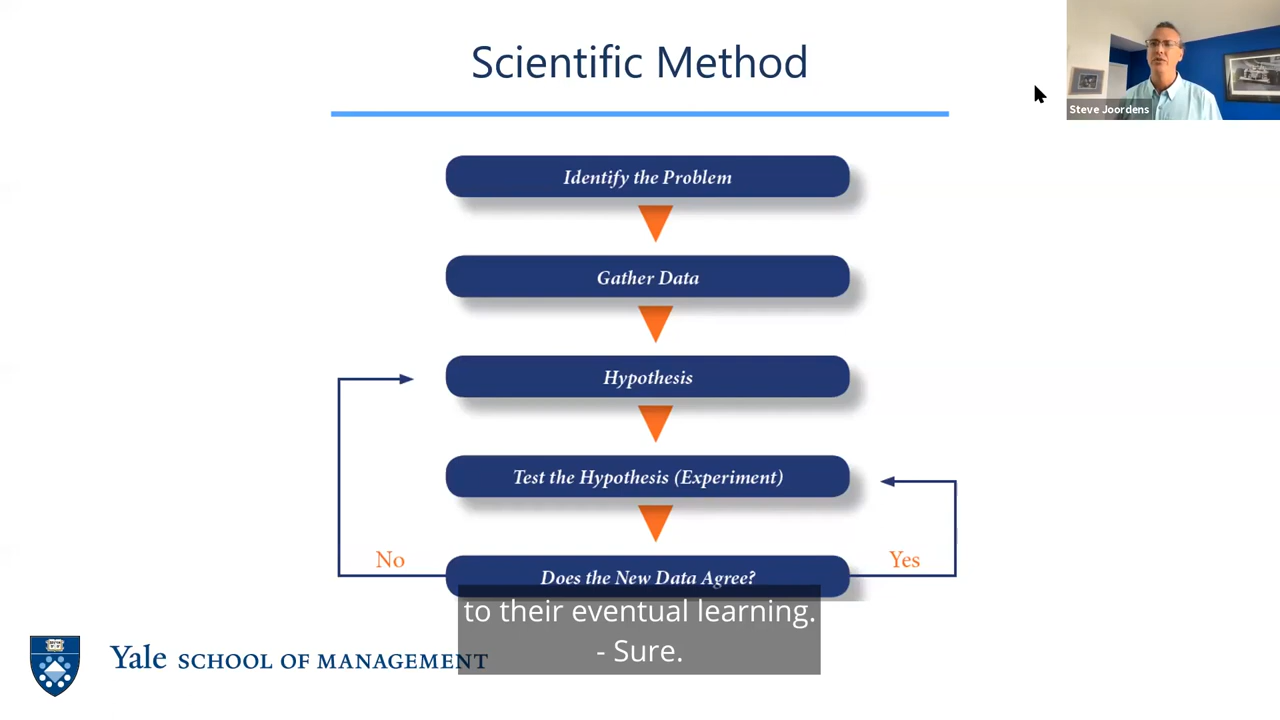 Scientific Method
Steve Joordens
Identify the Problem
Gather Data
Hypothesis
Test the Hypothesis (Experiment)
No
Yes
Does the New Data Agree?
to their eventual learning.
- Sure.
Yale SCHOOL OF MANAGEMENT